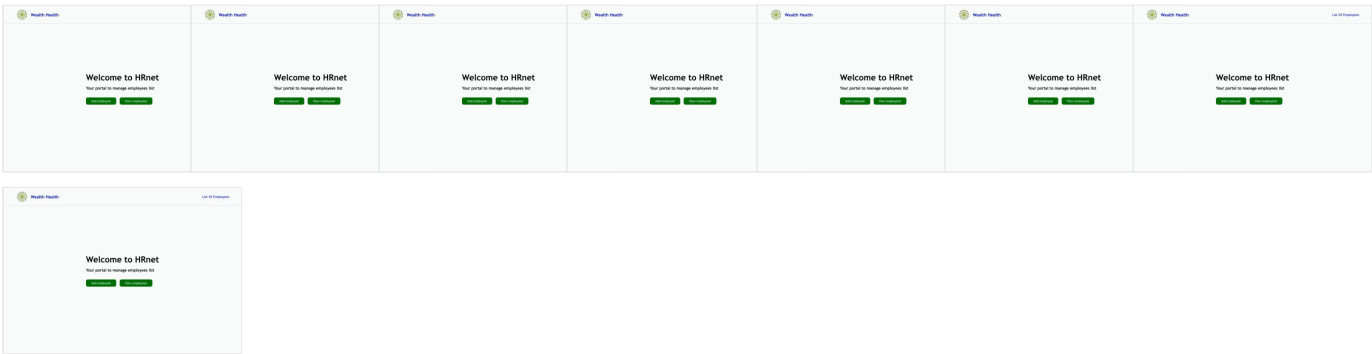 Wealth Health
Wealth Health
Wealth Health
Wealth Health
Wealth Health
Wealth Health
Wealth Health
List Of Employees
Welcome to HRnet
Welcome to HRnet
Welcome to HRnet
Welcome to HRnet
Welcome to HRnet
Welcome to HRnet
Welcome to HRnet
Your portal to manage employees list
Your portal to manage employees list
Your portal to manage employees list
Your portal to manage employees list
Your portal to manage employees list
Your portal to manage employees list
Your portal to manage employees list
Add employee
View employees
Add employee
View employees
Add employee
View employees
Add employee
View employees
Add employee
View employees
Add employee
View employees
Add employee
View employees
Wealth Health
List Of Employees
Welcome to HRnet
Your portal to manage employees list
Add employee
View employees